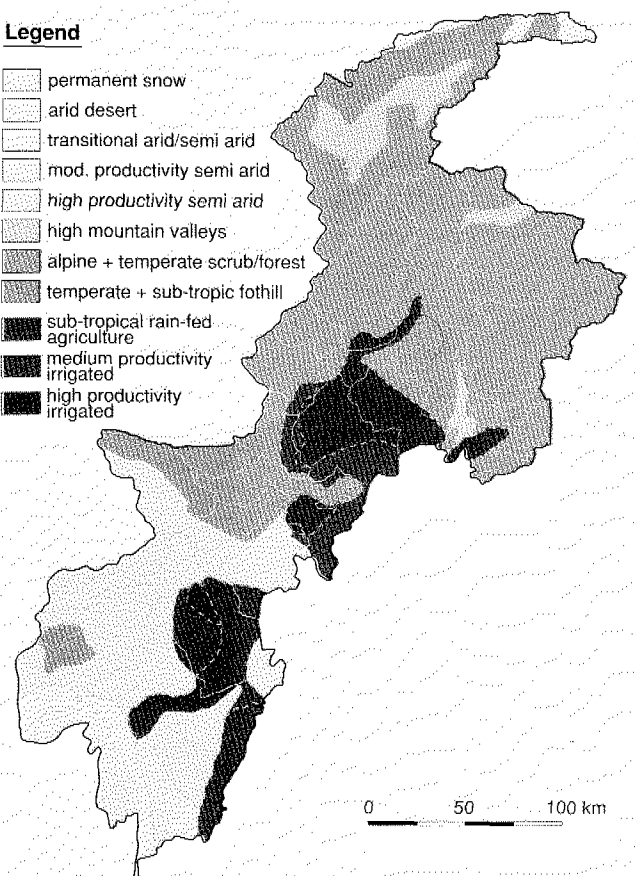 Legend
permanent snow
arid desert
transitional arid/semi arid
mod. productivity semi arid
high productivity semi arid
high mountain valleys
alpine + temperate scrub/forest
temperate + sub-tropic fothill
sub-tropical rain-fed
agriculture
medium productivity
irrigated
high productivity
irrigated
0 50 100 km